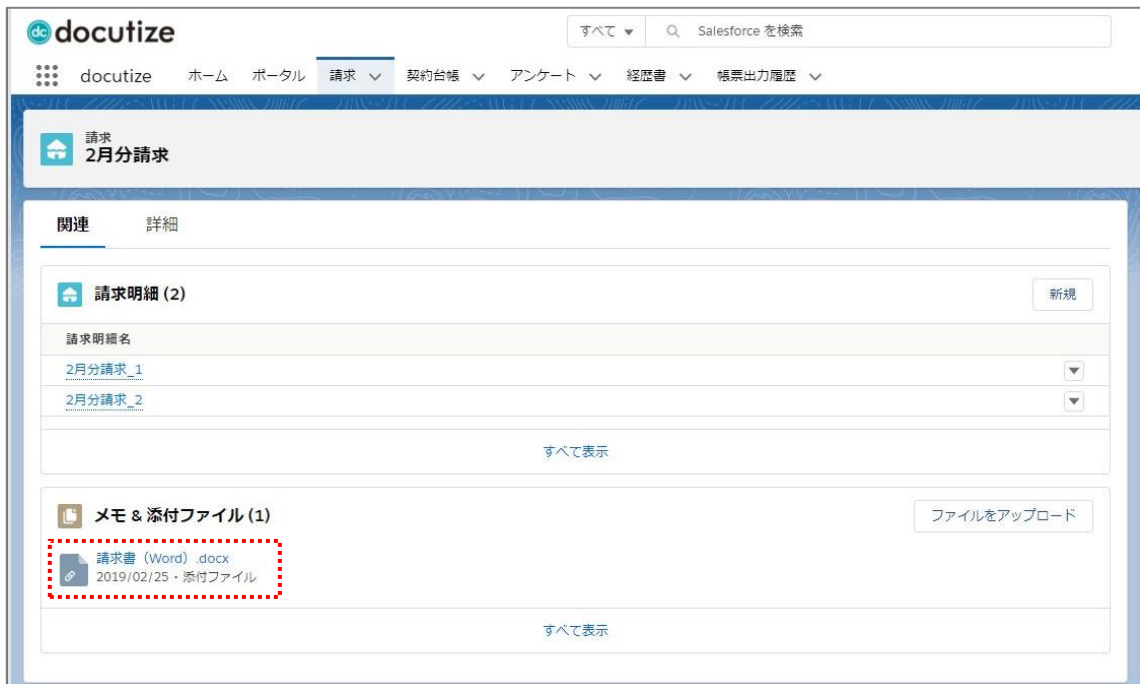 dc docutize
すべて Salesforce を検索
docutize ホーム ポータル 請求 契約台帳 アンケート 経歴書 帳票出力履歴
請求
2月分請求
関連 詳細
請求明細 (2) 新規
請求明細名
2月分請求_1
2月分請求_2
すべて表示
メモ & 添付ファイル (1) ファイルをアップロード
請求書（Word）.docx
2019/02/25・添付ファイル
すべて表示